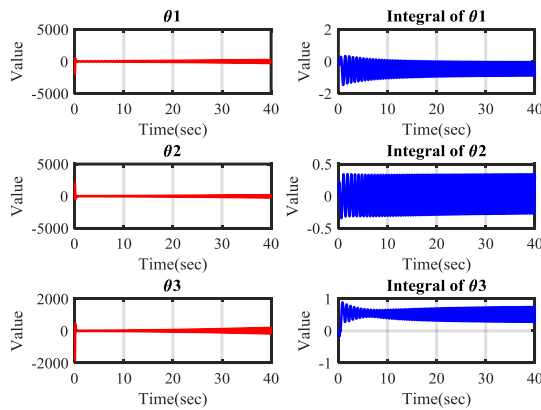 θ1
5000
0
-5000
Value
0 10 20 30 40
Time(sec)
Integral of θ1
2
0
-2
Value
0 10 20 30 40
Time(sec)
θ2
5000
0
-5000
Value
0 10 20 30 40
Time(sec)
Integral of θ2
0.5
0
-0.5
Value
0 10 20 30 40
Time(sec)
θ3
2000
0
-2000
Value
0 10 20 30 40
Time(sec)
Integral of θ3
1
0
-1
Value
0 10 20 30 40
Time(sec)